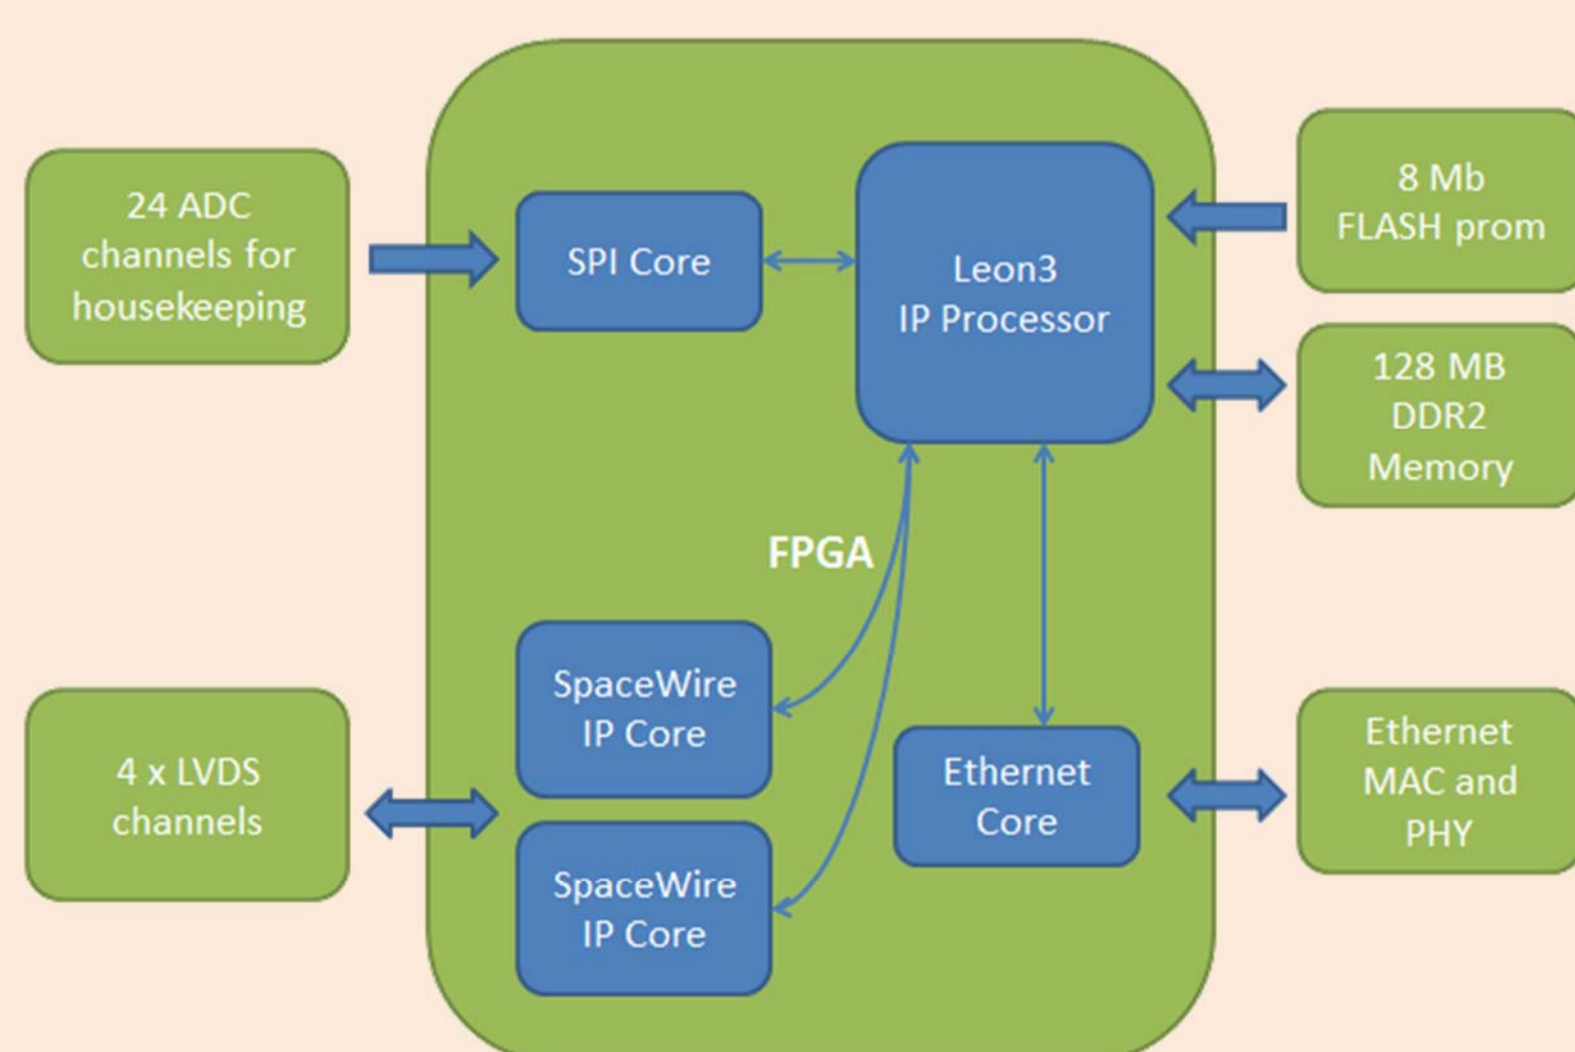 24 ADC
channels for
housekeeping
SPI Core
Leon3
IP Processor
8 Mb
FLASH prom
128 MB
DDR2
Memory
FPGA
SpaceWire
IP Core
4 x LVDS
channels
SpaceWire
IP Core
Ethernet
Core
Ethernet
MAC and
PHY